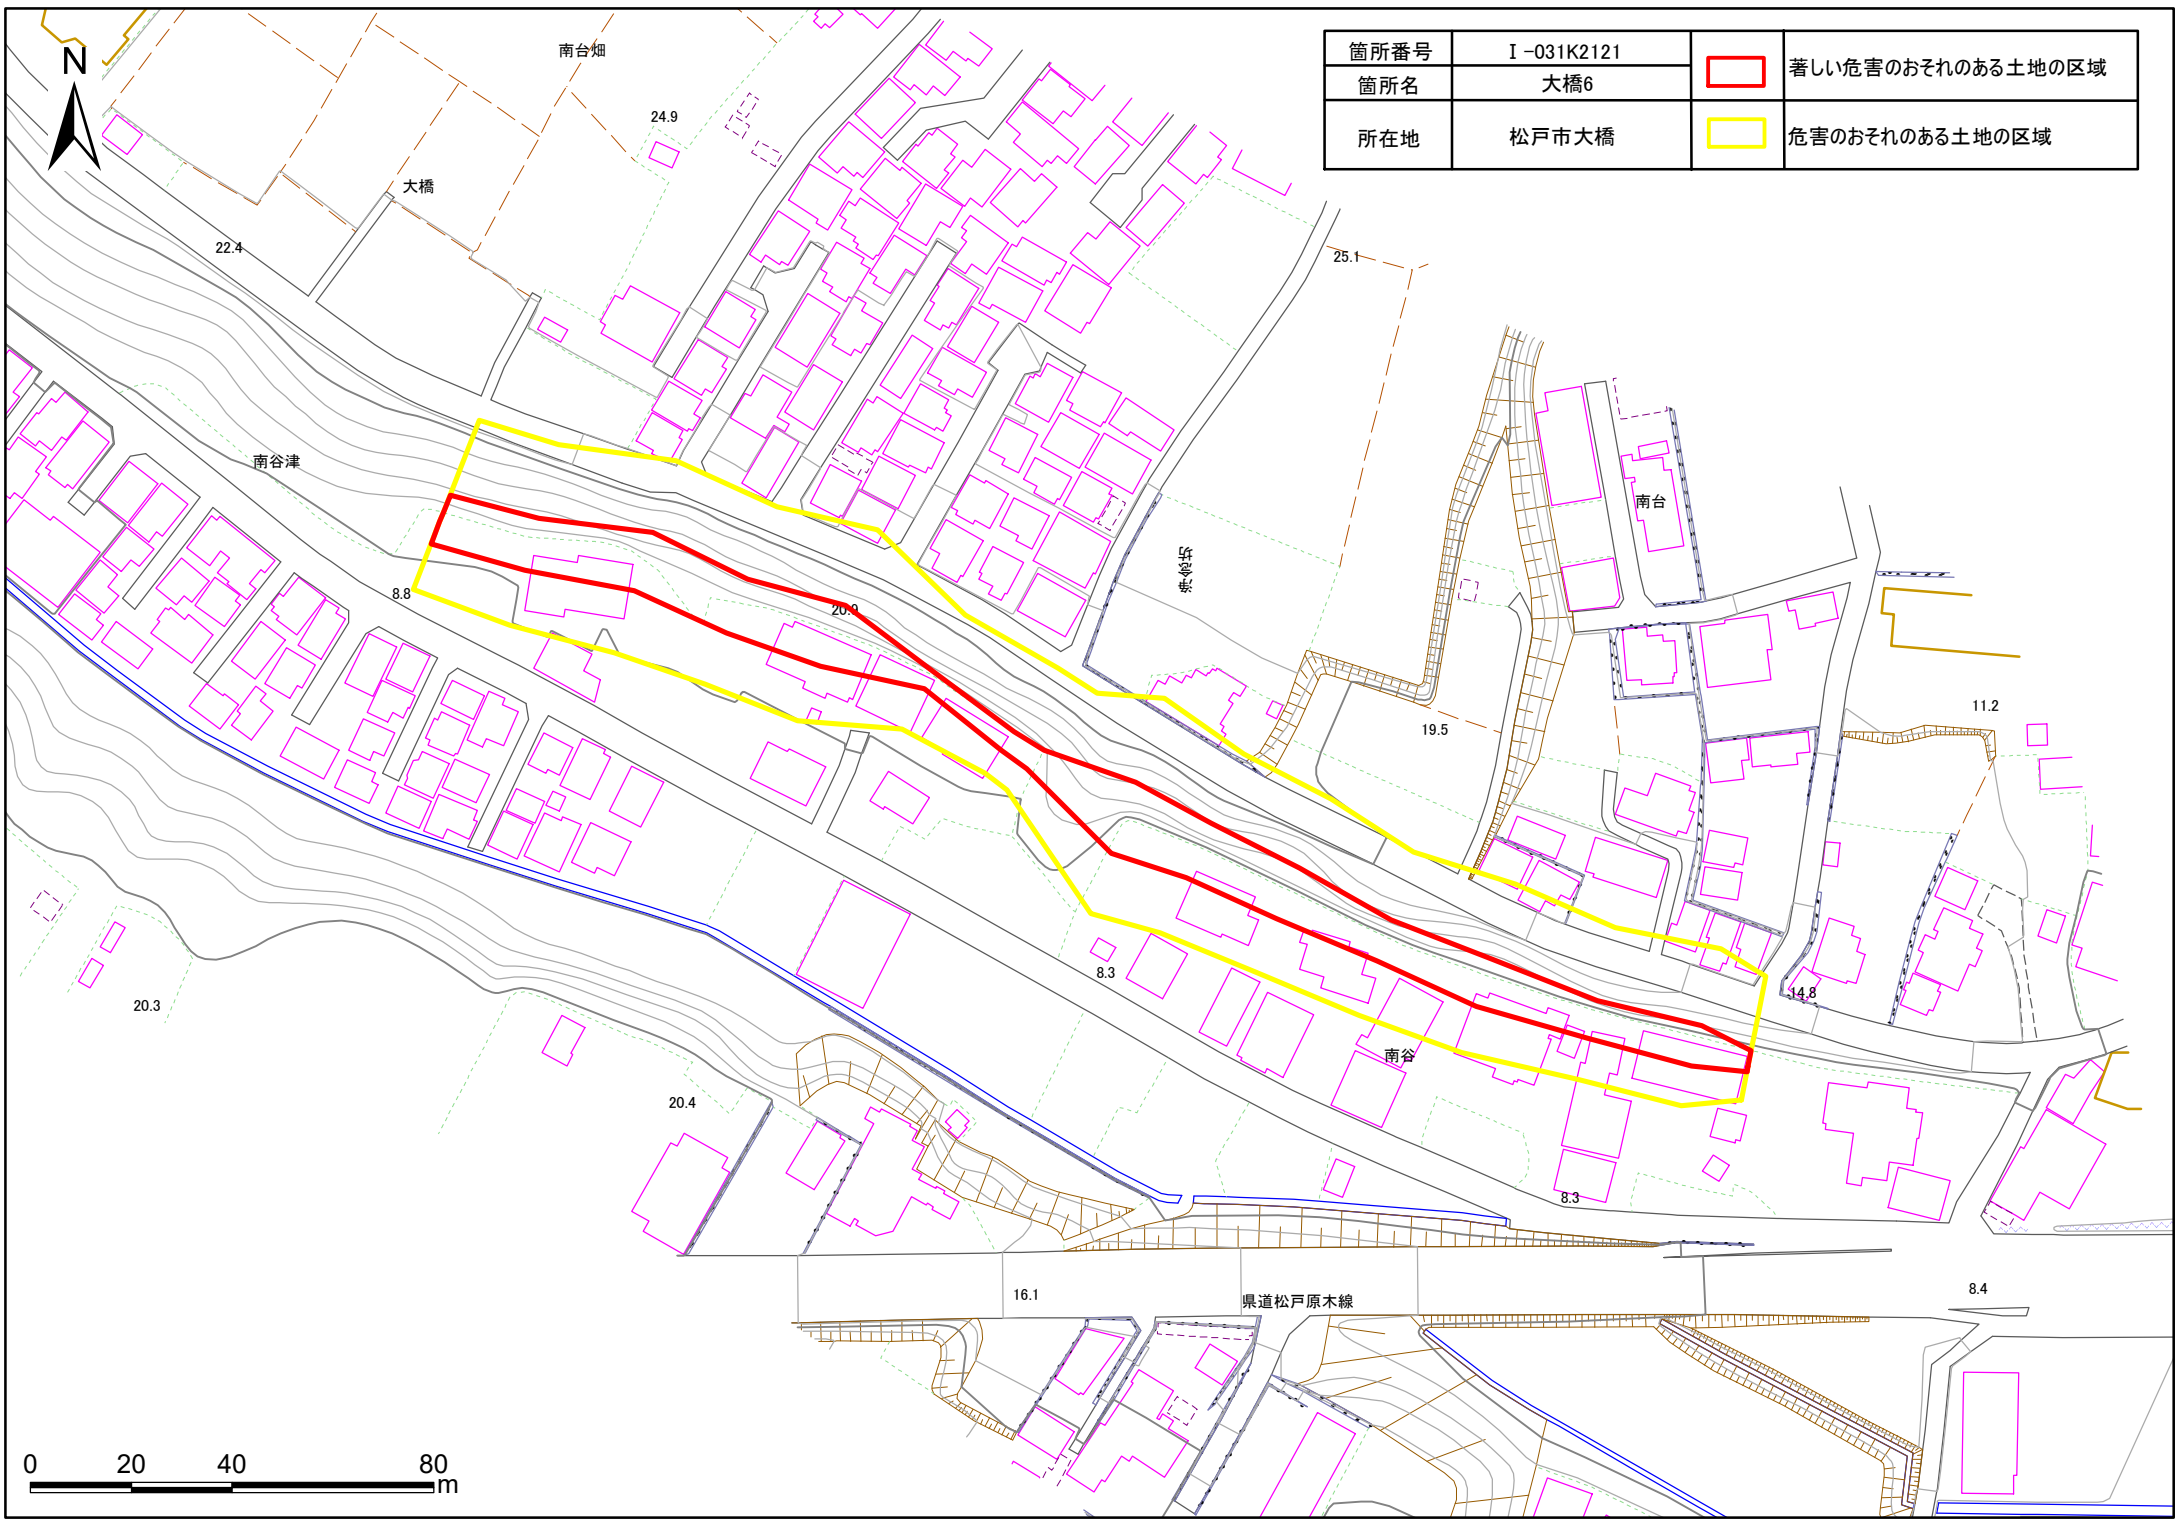 箇所番号 Ⅰ-031K2121
著しい危害のおそれのある土地の区域
箇所名 大橋6
所在地 松戸市大橋
危害のおそれのある土地の区域
N
南台畑
24.9
大橋
22.4
25.1
南谷津
南台
浄念坊
8.8
20.9
11.2
19.5
8.3
14.8
20.3
南谷
20.4
8.3
16.1
県道松戸原木線
8.4
0 20 40 80
m